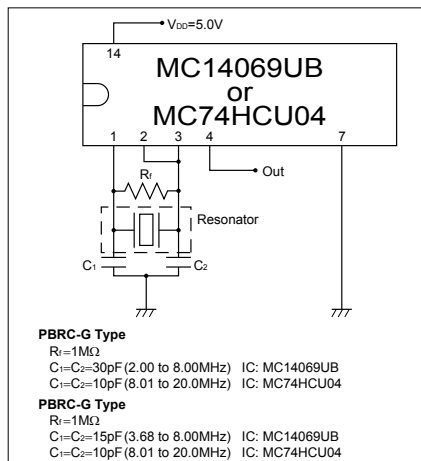 VDD=5.0V
14
MC14069UB
or
MC74HCU04
1 2 3 4 7
Rf
Out
Resonator
C1 C2
PBRC-G Type
Rf=1MΩ
C1=C2=30pF(2.00 to 8.00MHz) IC: MC14069UB
C1=C2=10pF(8.01 to 20.0MHz) IC: MC74HCU04
PBRC-G Type
Rf=1MΩ
C1=C2=15pF(3.68 to 8.00MHz) IC: MC14069UB
C1=C2=10pF(8.01 to 20.0MHz) IC: MC74HCU04